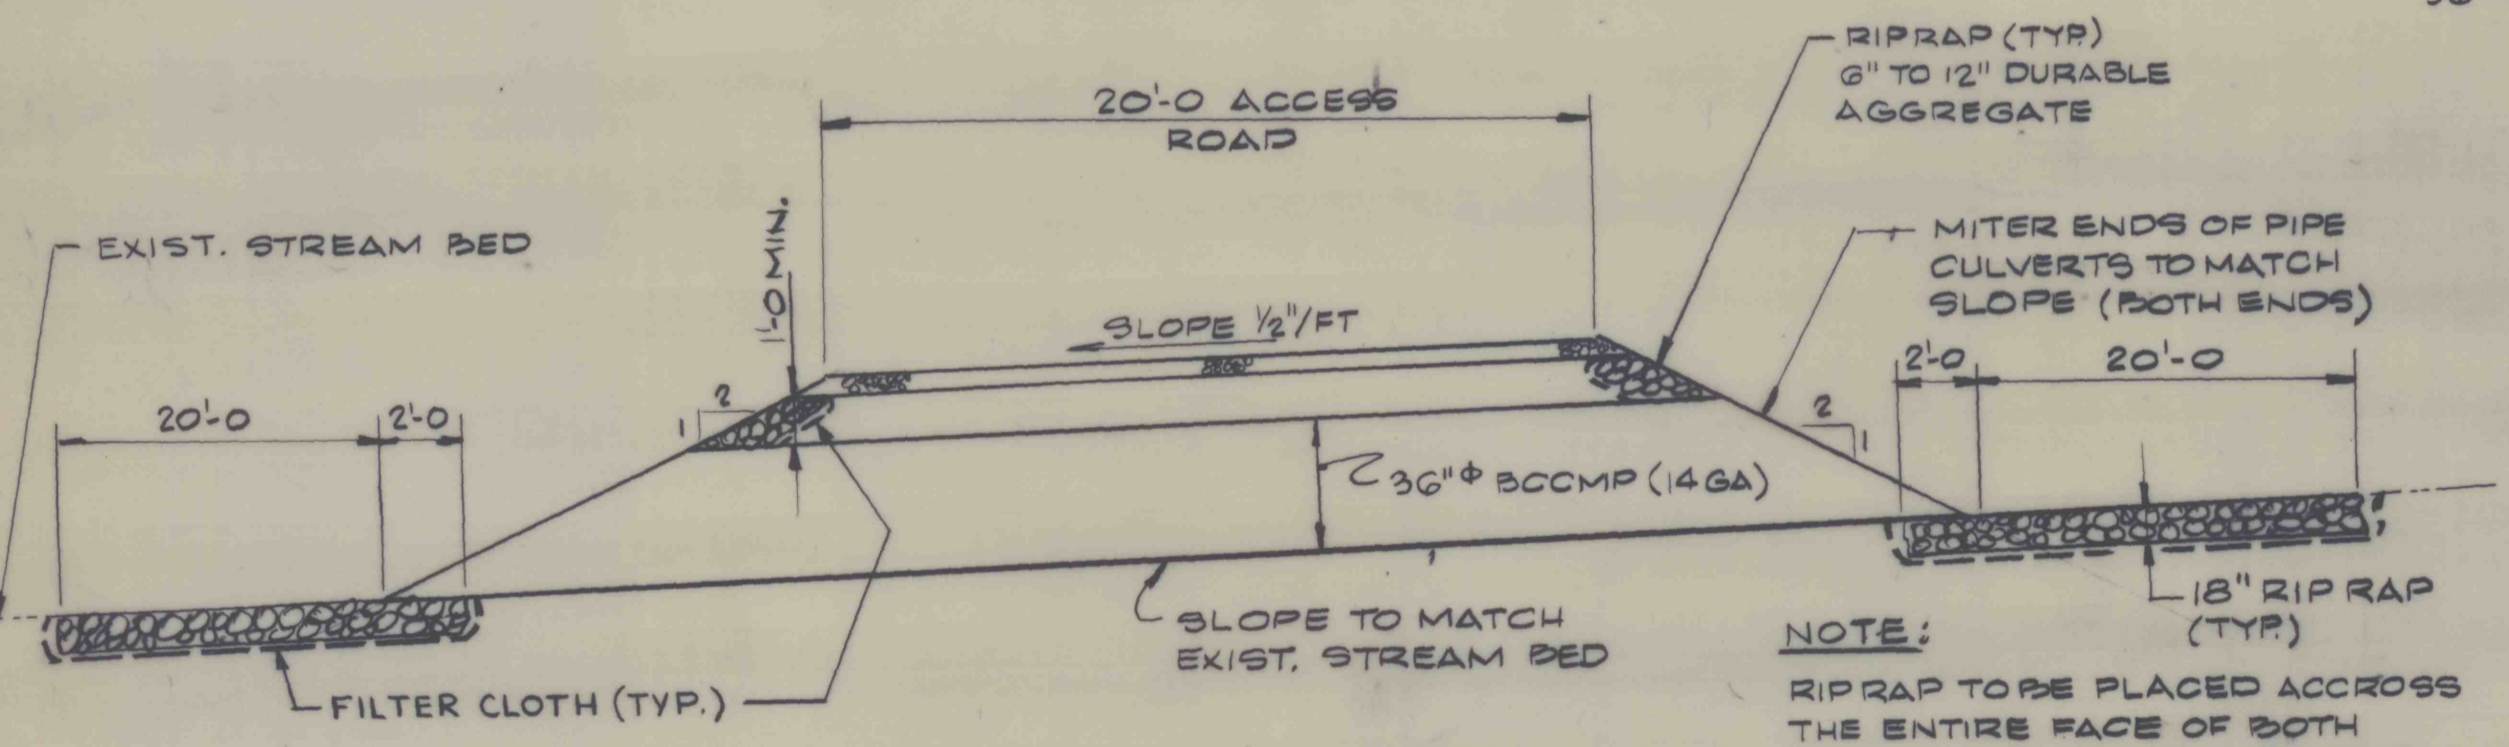 RIPRAP (TYP.)
6" TO 12" DURABLE
AGGREGATE
20'-0 ACCESS
ROAD
1'-0 MIN.
EXIST. STREAM BED
MITER ENDS OF PIPE
CULVERTS TO MATCH
SLOPE (BOTH ENDS)
SLOPE 1/2"/FT
2'-0
20'-0
2
1
20'-0
2'-0
2
1
36"Φ BCCMP (14 GA)
18" RIP RAP
(TYP.)
SLOPE TO MATCH
EXIST. STREAM BED
FILTER CLOTH (TYP.)
NOTE:
RIPRAP TO BE PLACED ACCROSS
THE ENTIRE FACE OF BOTH